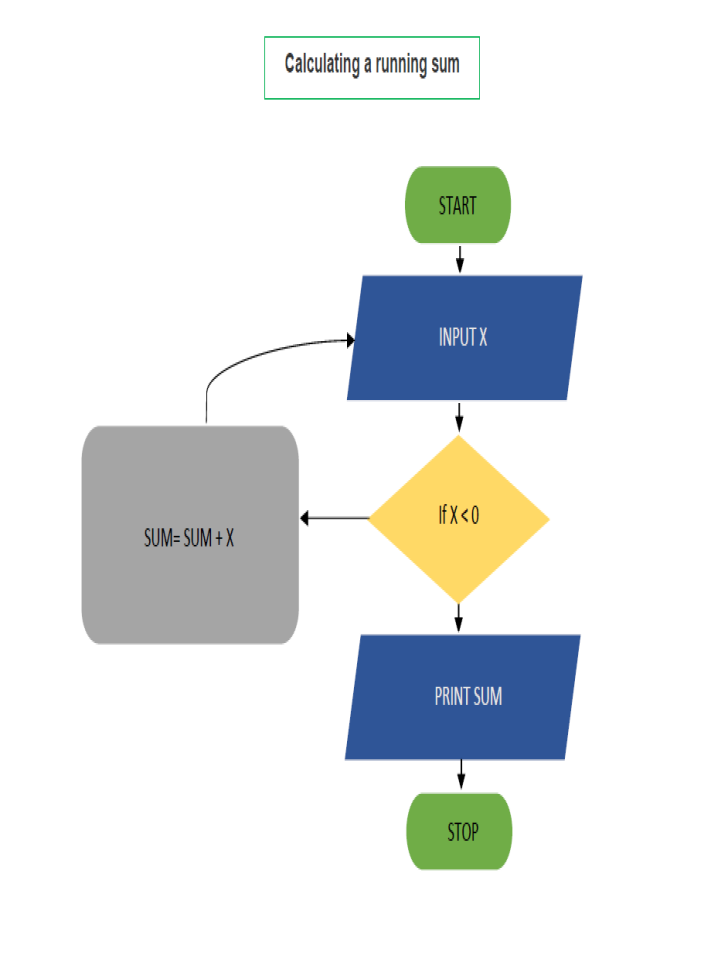 Calculating a running sum
START
INPUT X
If X < 0
SUM= SUM + X
PRINT SUM
STOP